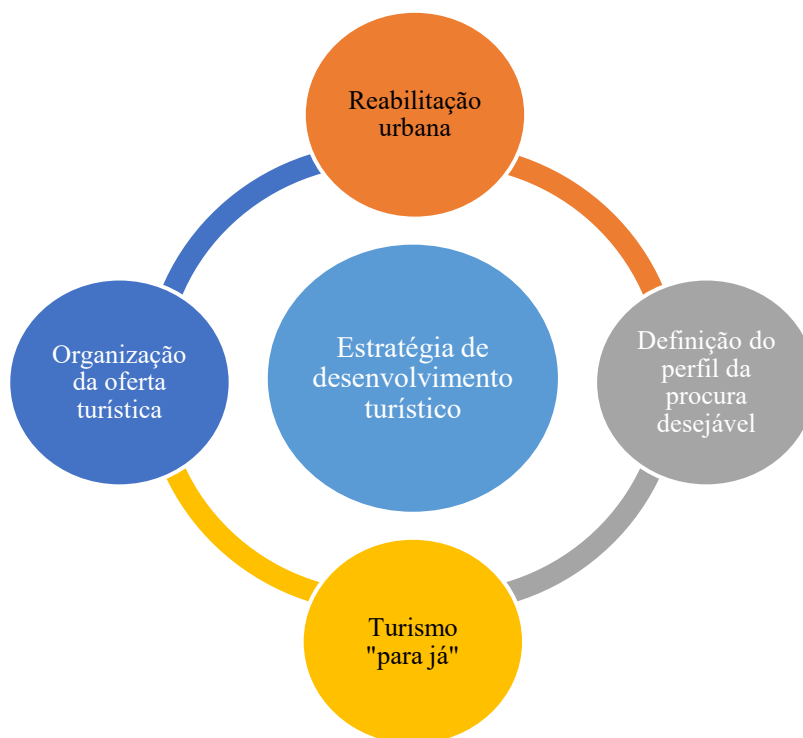 Reabilitação
urbana
Organização
da oferta
turística
Estratégia de
desenvolvimento
turístico
Definição do
perfil da
procura
desejável
Turismo
"para já"